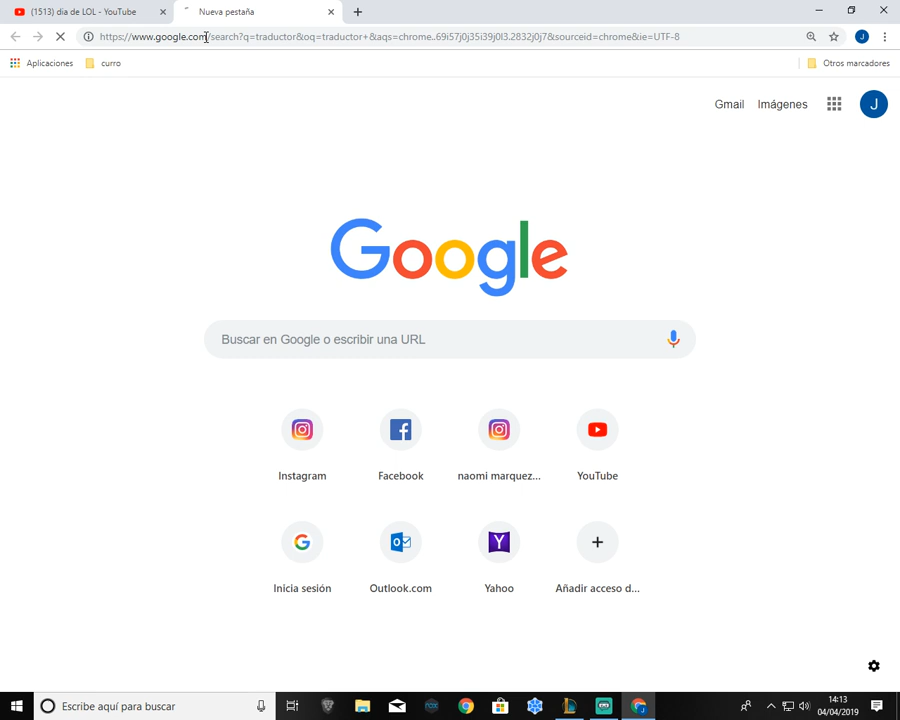 (1513) dia de LOL - YouTube
Nueva pestaña
https://www.google.com/search?q=traductor&oq=traductor+&aqs=chrome..69i57j0j35i39j0l3.2832j0j7&sourceid=chrome&ie=UTF-8
J
Aplicaciones
curro
Otros marcadores
Gmail
Imágenes
J
Google
Buscar en Google o escribir una URL
Instagram
Facebook
naomi marquez...
YouTube
Inicia sesión
Outlook.com
Yahoo
Añadir acceso d...
Escribe aquí para buscar
14:13
04/04/2019